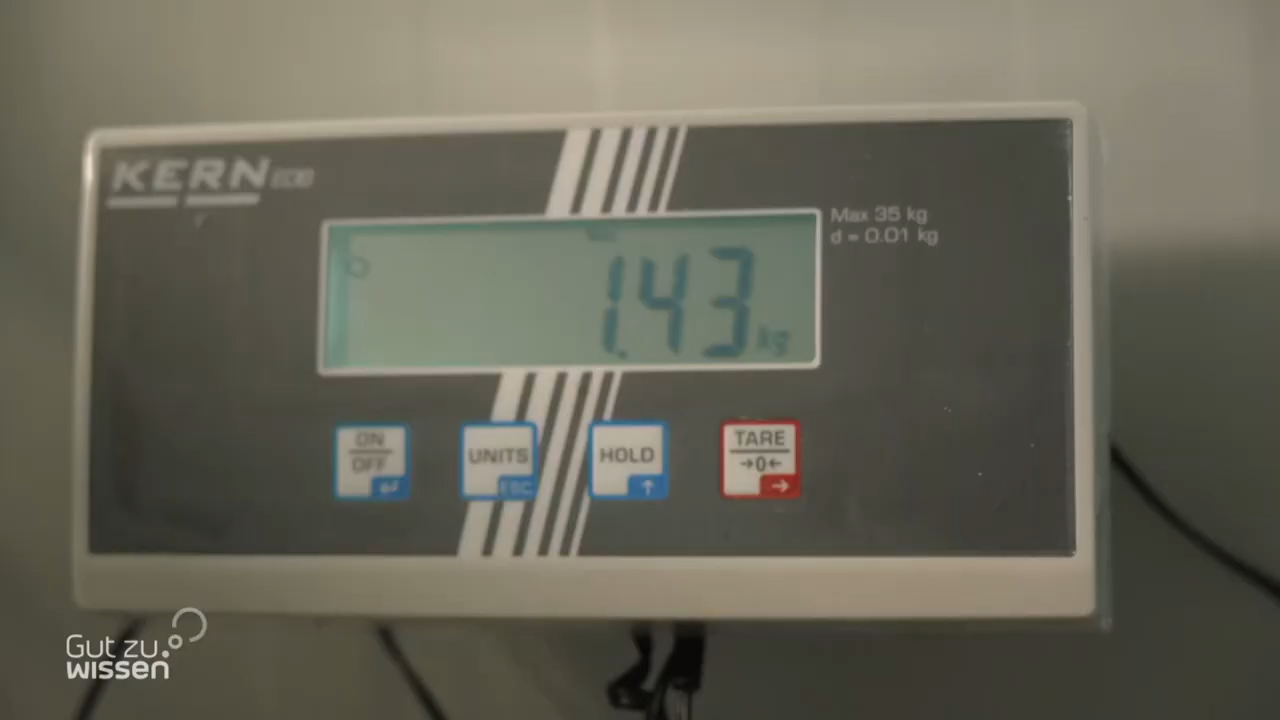 KERN
Max 35 kg
d = 0.01 kg
1.43 kg
ON
OFF
UNITS
ESC
HOLD
TARE
→0←
Gut zu
wissen